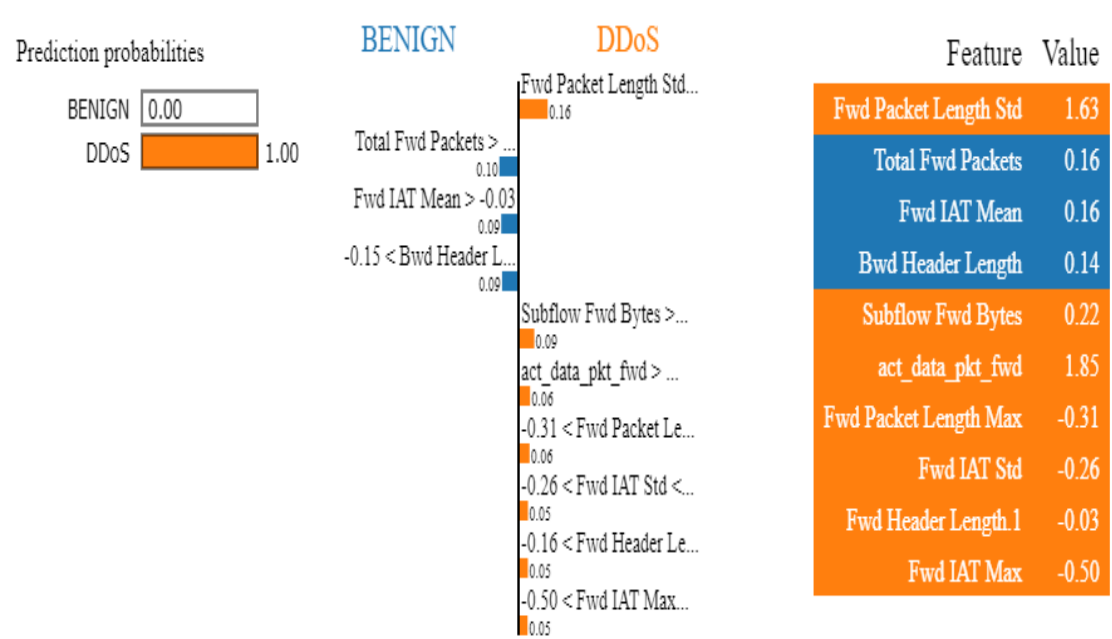 Prediction probabilities
BENIGN 0.00
DDoS 1.00
BENIGN DDoS
Fwd Packet Length Std...
0.16
Total Fwd Packets > ...
0.10
Fwd IAT Mean > -0.03
0.09
-0.15 < Bwd Header L...
0.09
Subflow Fwd Bytes >...
0.09
act_data_pkt_fwd > ...
0.06
-0.31 < Fwd Packet Le...
0.06
-0.26 < Fwd IAT Std <...
0.05
-0.16 < Fwd Header Le...
0.05
-0.50 < Fwd IAT Max...
0.05
Feature Value
Fwd Packet Length Std 1.63
Total Fwd Packets 0.16
Fwd IAT Mean 0.16
Bwd Header Length 0.14
Subflow Fwd Bytes 0.22
act_data_pkt_fwd 1.85
Fwd Packet Length Max -0.31
Fwd IAT Std -0.26
Fwd Header Length.1 -0.03
Fwd IAT Max -0.50